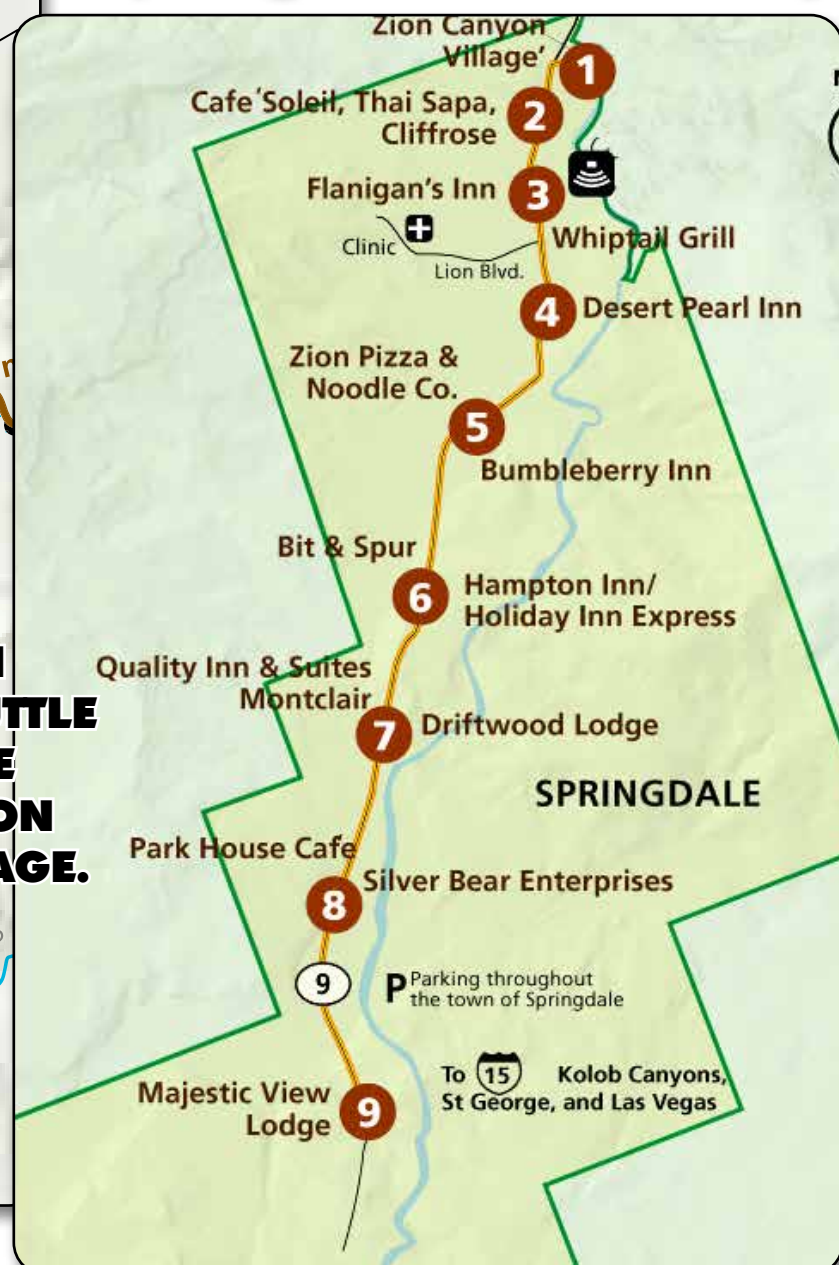 Zion Canyon
Village'
1
Cafe´Soleil, Thai Sapa,
Cliffrose
2
Flanigan's Inn
3
Clinic
Lion Blvd.
Whiptail Grill
4
Desert Pearl Inn
Zion Pizza &
Noodle Co.
5
Bumbleberry Inn
Bit & Spur
6
Hampton Inn/
Holiday Inn Express
Quality Inn & Suites
Montclair
7
Driftwood Lodge
SPRINGDALE
Park House Cafe
8
Silver Bear Enterprises
9
P Parking throughout
the town of Springdale
To 15 Kolob Canyons,
St George, and Las Vegas
Majestic View
Lodge
9